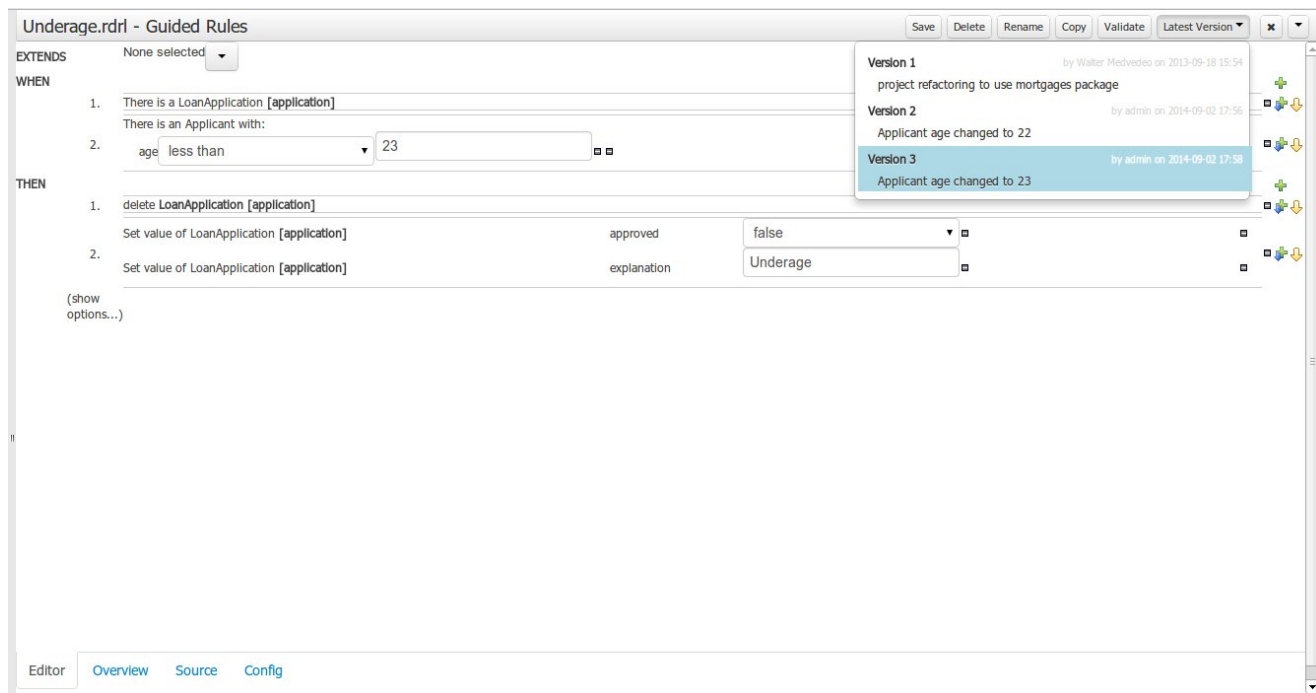 Underage.rdrl - Guided Rules
Save Delete Rename Copy Validate Latest Version
EXTENDS None selected
WHEN
1. There is a LoanApplication [application]
There is an Applicant with:
2. age less than 23
THEN
1. delete LoanApplication [application]
Set value of LoanApplication [application] approved false
2.
Set value of LoanApplication [application] explanation Underage
(show
options...)
Version 1 by Walter Medvedeo on 2013-09-18 15:54
project refactoring to use mortgages package
Version 2 by admin on 2014-09-02 17:56
Applicant age changed to 22
Version 3 by admin on 2014-09-02 17:58
Applicant age changed to 23
Editor Overview Source Config